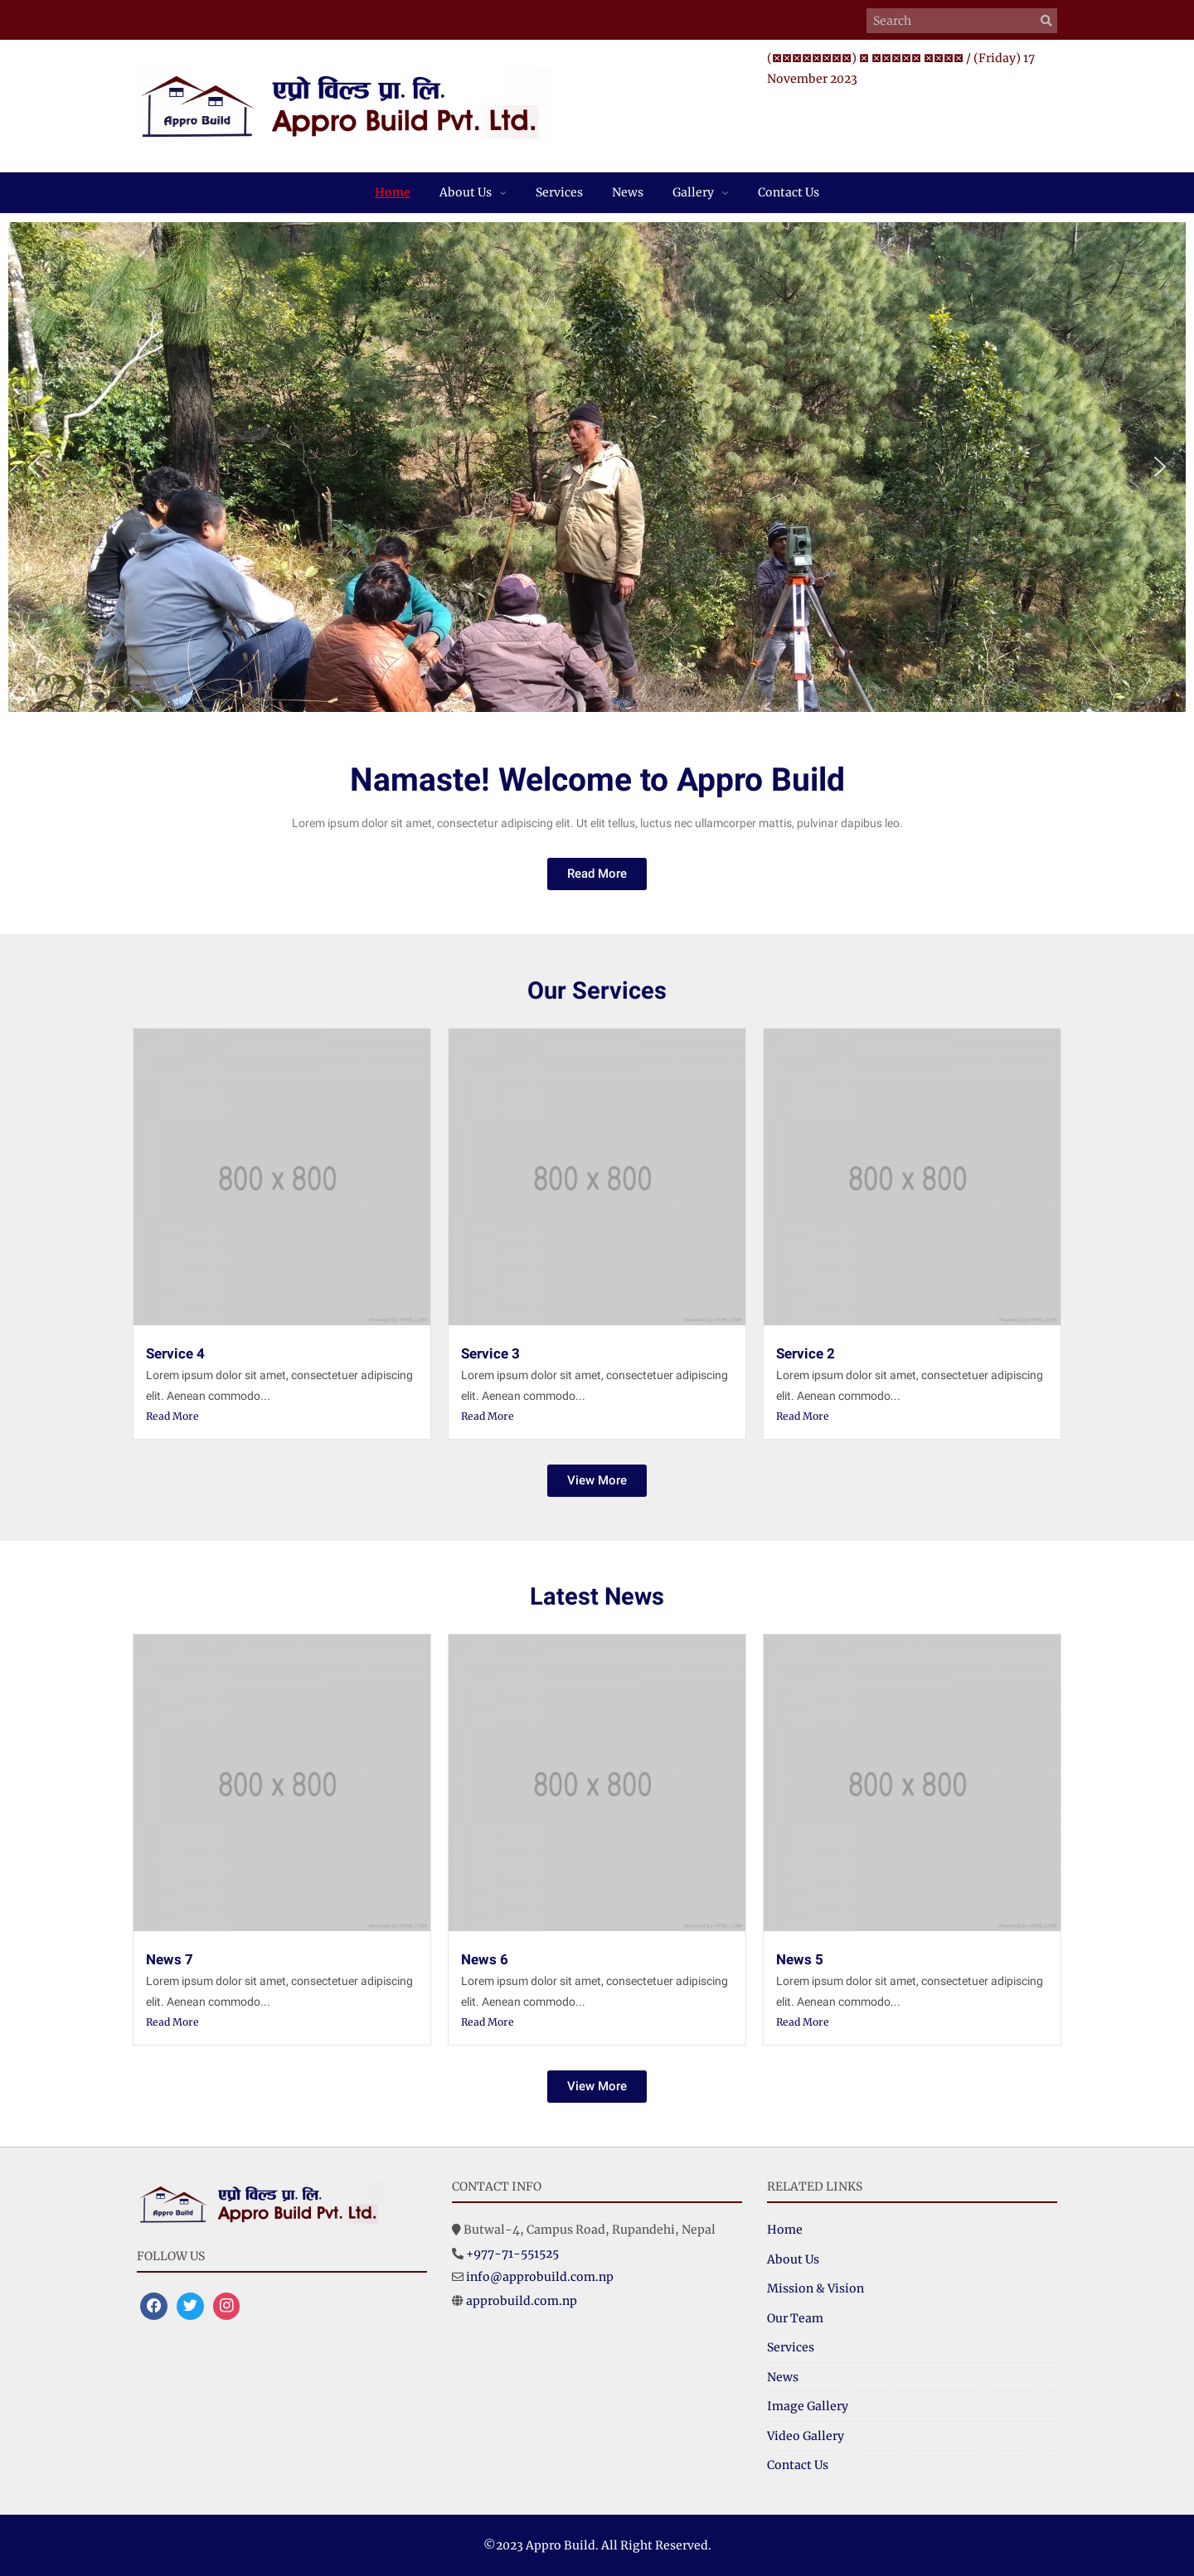 Search
/ (Friday) 17
November 2023
Appro Build
एप्रो विल्ड प्रा. लि.
Appro Build Pvt. Ltd.
Home About Us Services News Gallery Contact Us
Namaste! Welcome to Appro Build
Lorem ipsum dolor sit amet, consectetur adipiscing elit. Ut elit tellus, luctus nec ullamcorper mattis, pulvinar dapibus leo.
Read More
Our Services
800 x 800 800 x 800 800 x 800
Service 4
Lorem ipsum dolor sit amet, consectetuer adipiscing
elit. Aenean commodo...
Read More
Service 3
Lorem ipsum dolor sit amet, consectetuer adipiscing
elit. Aenean commodo...
Read More
Service 2
Lorem ipsum dolor sit amet, consectetuer adipiscing
elit. Aenean commodo...
Read More
View More
Latest News
800 x 800 800 x 800 800 x 800
News 7
Lorem ipsum dolor sit amet, consectetuer adipiscing
elit. Aenean commodo...
Read More
News 6
Lorem ipsum dolor sit amet, consectetuer adipiscing
elit. Aenean commodo...
Read More
News 5
Lorem ipsum dolor sit amet, consectetuer adipiscing
elit. Aenean commodo...
Read More
View More
Appro Build
एप्रो विल्ड प्रा. लि.
Appro Build Pvt. Ltd.
FOLLOW US
CONTACT INFO
Butwal-4, Campus Road, Rupandehi, Nepal
+977-71-551525
info@approbuild.com.np
approbuild.com.np
RELATED LINKS
Home
About Us
Mission & Vision
Our Team
Services
News
Image Gallery
Video Gallery
Contact Us
©2023 Appro Build. All Right Reserved.